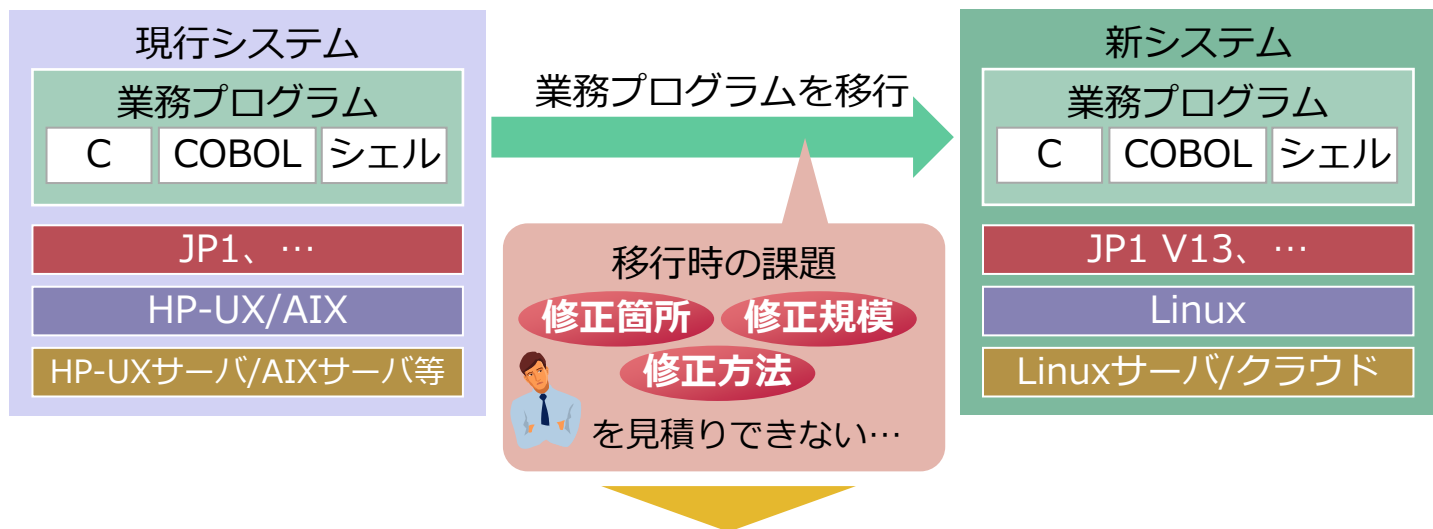 現行システム
業務プログラム
C
COBOL
シェル
JP1、…
HP-UX/AIX
HP-UXサーバ/AIXサーバ等
業務プログラムを移行
移行時の課題
修正箇所
修正規模
修正方法
を見積りできない…
新システム
業務プログラム
C
COBOL
シェル
JP1 V13、…
Linux
Linuxサーバ/クラウド